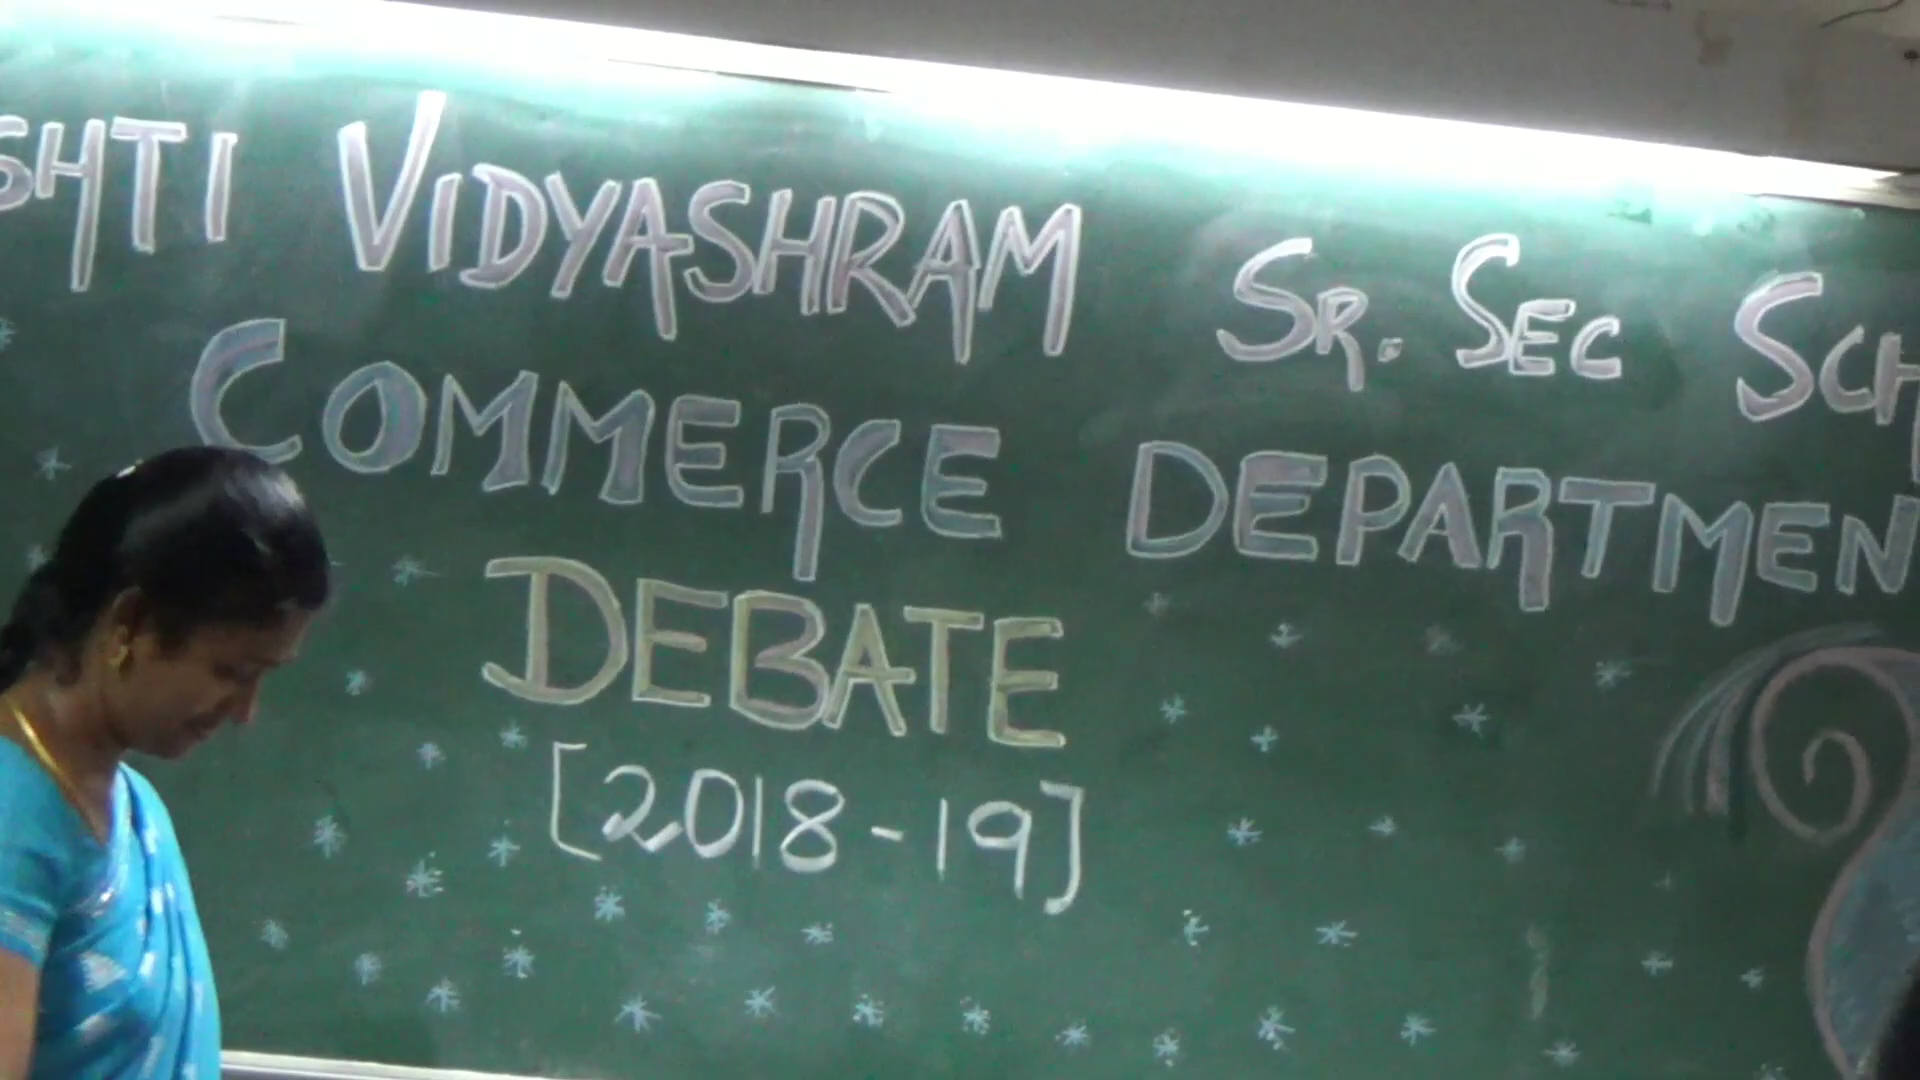 SHTI VIDYASHRAM SR. SEC SCH
COMMERCE DEPARTMEN
DEBATE
[2018-19]